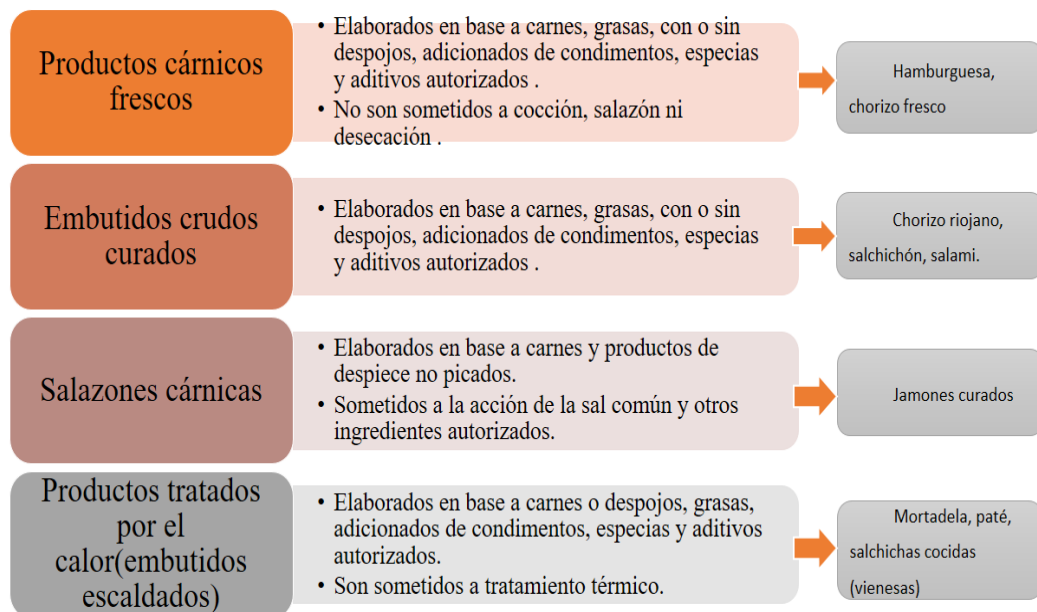 Productos cárnicos
frescos
• Elaborados en base a carnes, grasas, con o sin
despojos, adicionados de condimentos, especias
y aditivos autorizados .
• No son sometidos a cocción, salazón ni
desecación .
Hamburguesa,
chorizo fresco
Embutidos crudos
curados
• Elaborados en base a carnes, grasas, con o sin
despojos, adicionados de condimentos, especias
y aditivos autorizados .
Chorizo riojano,
salchichón, salami.
Salazones cárnicas
• Elaborados en base a carnes y productos de
despiece no picados.
• Sometidos a la acción de la sal común y otros
ingredientes autorizados.
Jamones curados
Productos tratados
por el
calor(embutidos
escaldados)
• Elaborados en base a carnes o despojos, grasas,
adicionados de condimentos, especias y aditivos
autorizados.
• Son sometidos a tratamiento térmico.
Mortadela, paté,
salchichas cocidas
(vienesas)